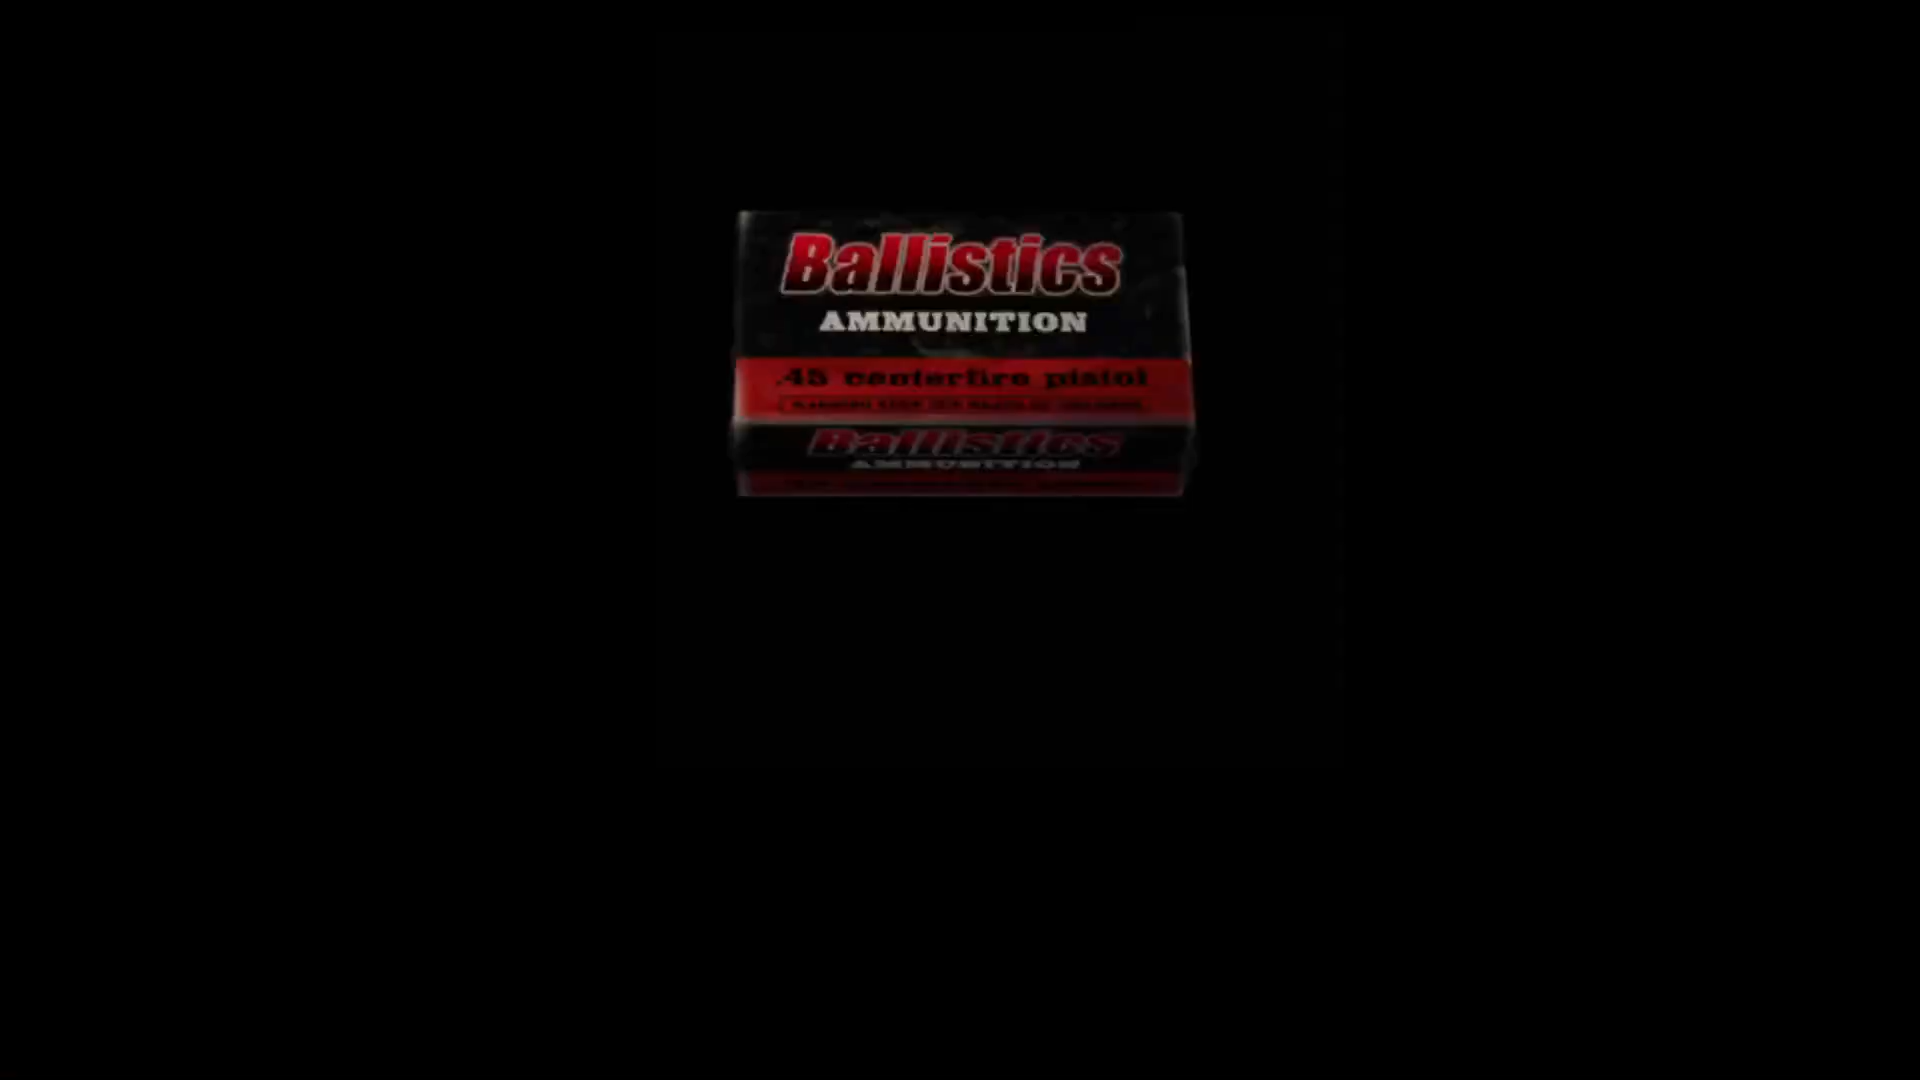 Ballistics
AMMUNITION
.45 centerfire pistol
Ballistics
AMMUNITION